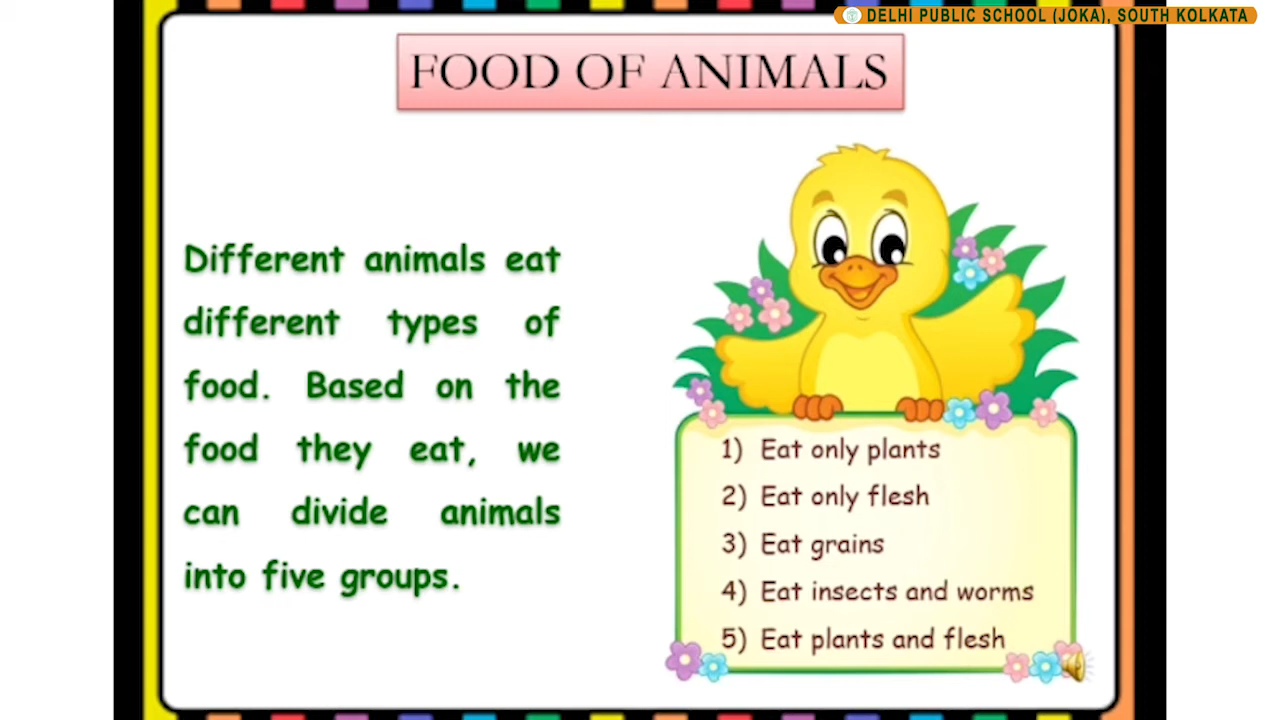 DELHI PUBLIC SCHOOL (JOKA), SOUTH KOLKATA
FOOD OF ANIMALS
Different animals eat
different types of
food. Based on the
food they eat, we
can divide animals
into five groups.
1) Eat only plants
2) Eat only flesh
3) Eat grains
4) Eat insects and worms
5) Eat plants and flesh